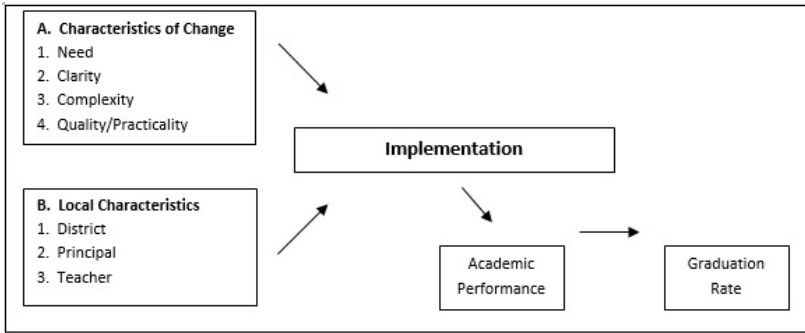 A. Characteristics of Change
1. Need
2. Clarity
3. Complexity
4. Quality/Practicality
Implementation
B. Local Characteristics
1. District
2. Principal
3. Teacher
Academic
Performance
Graduation
Rate